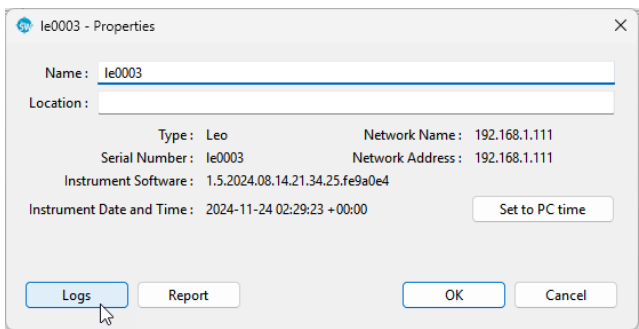 SW le0003 - Properties
Name : le0003
Location :
Type : Leo Network Name : 192.168.1.111
Serial Number : le0003 Network Address : 192.168.1.111
Instrument Software : 1.5.2024.08.14.21.34.25.fe9a0e4
Instrument Date and Time : 2024-11-24 02:29:23 +00:00 Set to PC time
Logs Report OK Cancel